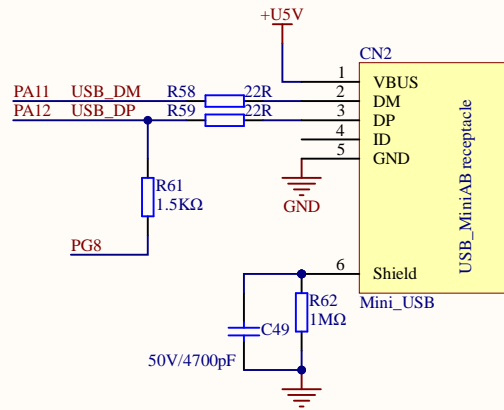 +U5V
CN2
PA11 USB_DM R58 22R 1 VBUS
PA12 USB_DP R59 22R 2 DM
3 DP
4 ID
5 GND
USB_MiniAB receptacle
R61
1.5KΩ
GND
PG8
6 Shield
R62
1MΩ
Mini_USB
C49
50V/4700pF